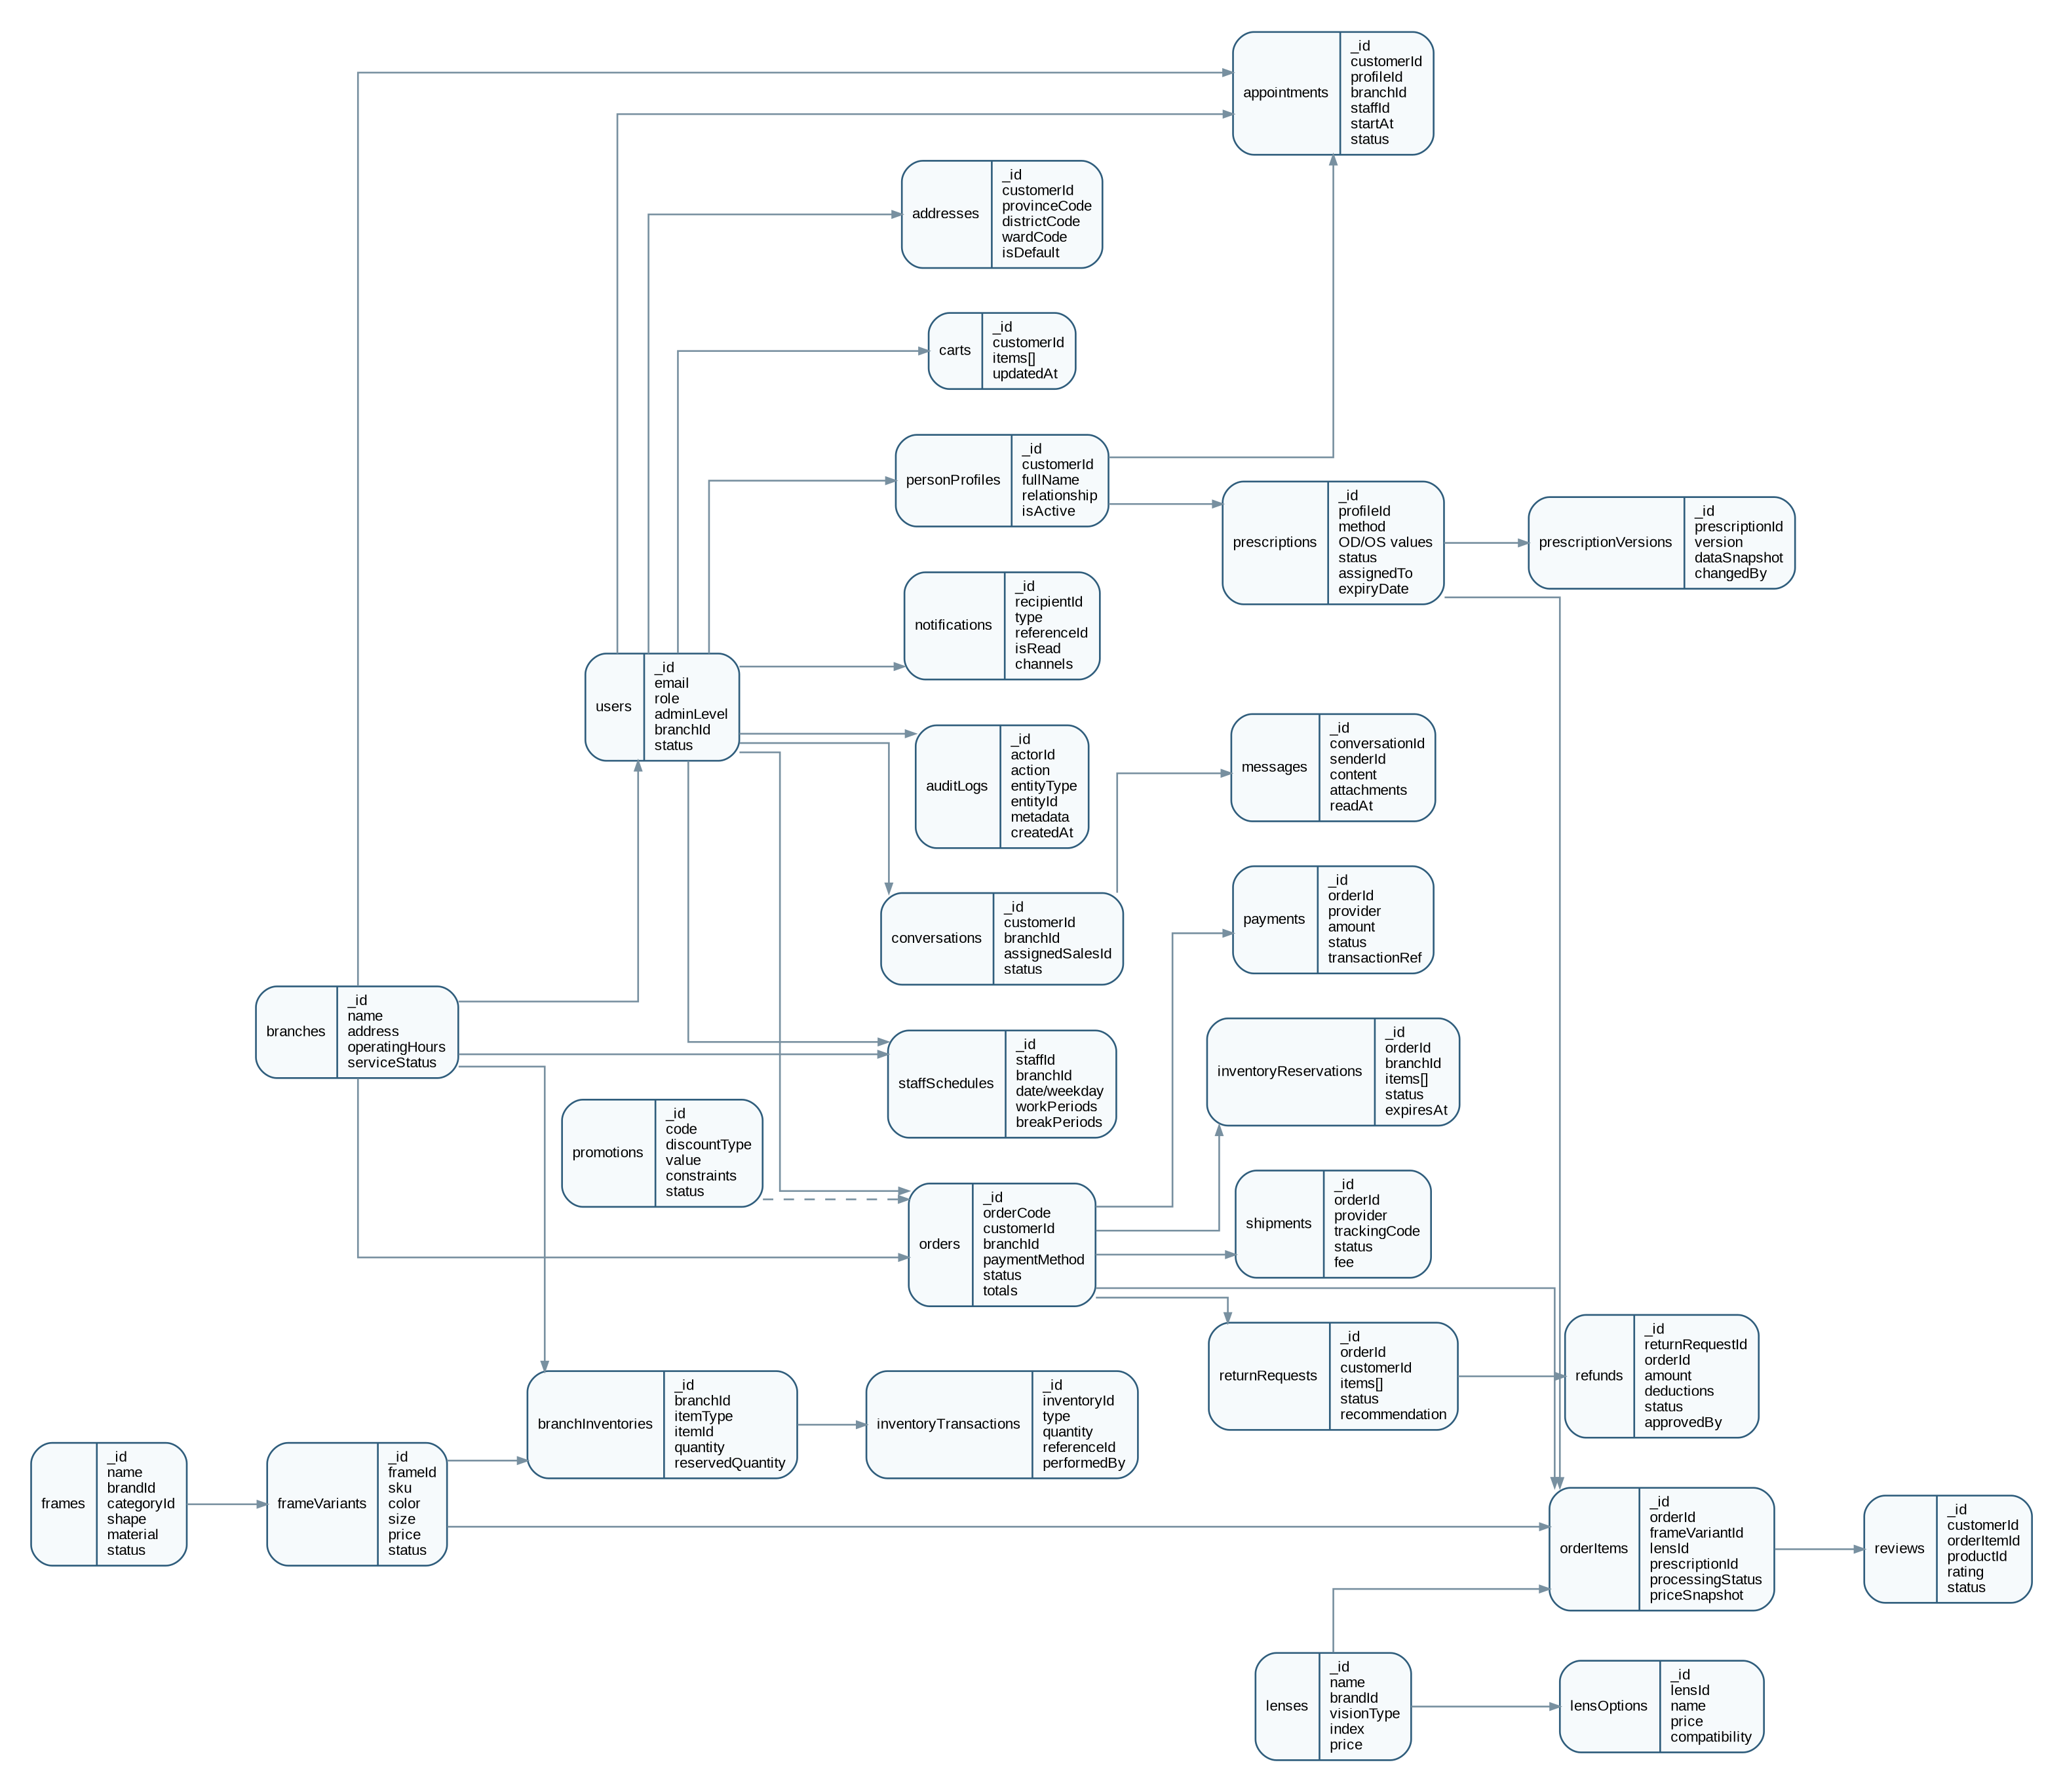 appointments
_id
customerId
profileId
branchId
staffId
startAt
status
addresses
_id
customerId
provinceCode
districtCode
wardCode
isDefault
carts
_id
customerId
items[]
updatedAt
personProfiles
_id
customerId
fullName
relationship
isActive
prescriptions
_id
profileId
method
OD/OS values
status
assignedTo
expiryDate
prescriptionVersions
_id
prescriptionId
version
dataSnapshot
changedBy
notifications
_id
recipientId
type
referenceId
isRead
channels
users
_id
email
role
adminLevel
branchId
status
auditLogs
_id
actorId
action
entityType
entityId
metadata
createdAt
messages
_id
conversationId
senderId
content
attachments
readAt
conversations
_id
customerId
branchId
assignedSalesId
status
payments
_id
orderId
provider
amount
status
transactionRef
branches
_id
name
address
operatingHours
serviceStatus
staffSchedules
_id
staffId
branchId
date/weekday
workPeriods
breakPeriods
inventoryReservations
_id
orderId
branchId
items[]
status
expiresAt
promotions
_id
code
discountType
value
constraints
status
orders
_id
orderCode
customerId
branchId
paymentMethod
status
totals
shipments
_id
orderId
provider
trackingCode
status
fee
returnRequests
_id
orderId
customerId
items[]
status
recommendation
refunds
_id
returnRequestId
orderId
amount
deductions
status
approvedBy
branchInventories
_id
branchId
itemType
itemId
quantity
reservedQuantity
inventoryTransactions
_id
inventoryId
type
quantity
referenceId
performedBy
frames
_id
name
brandId
categoryId
shape
material
status
frameVariants
_id
frameId
sku
color
size
price
status
orderItems
_id
orderId
frameVariantId
lensId
prescriptionId
processingStatus
priceSnapshot
reviews
_id
customerId
orderItemId
productId
rating
status
lenses
_id
name
brandId
visionType
index
price
lensOptions
_id
lensId
name
price
compatibility